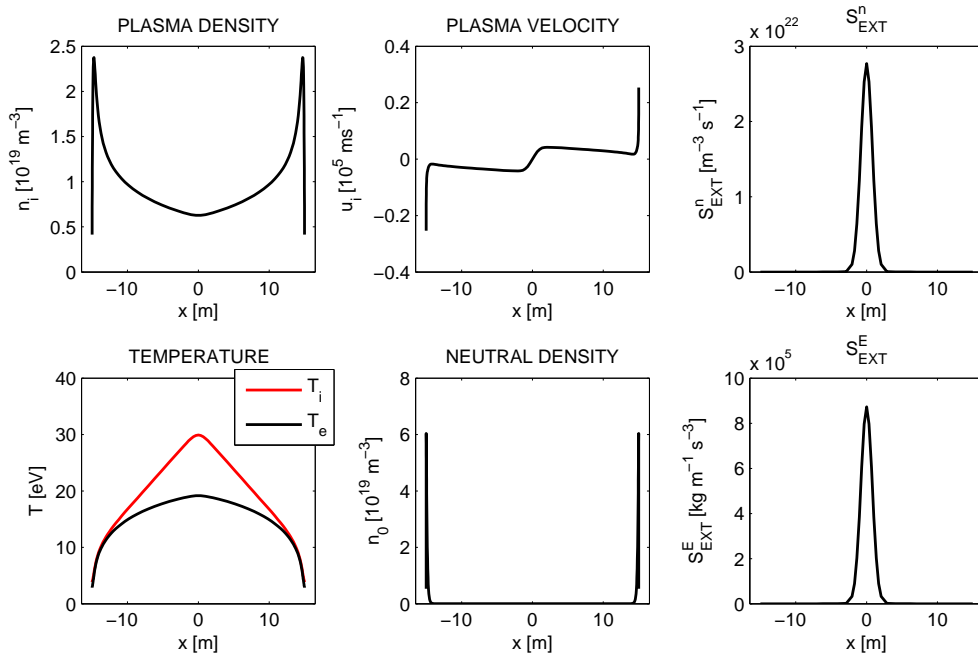 PLASMA DENSITY
n_i [10^19 m^−3]
2.5
2
1.5
1
0.5
0
−10 0 10
x [m]
PLASMA VELOCITY
u_i [10^5 ms^−1]
0.4
0.2
0
−0.2
−0.4
−10 0 10
x [m]
S^n_EXT
x 10^22
S^n_EXT [m^−3 s^−1]
3
2
1
0
−10 0 10
x [m]
TEMPERATURE
T [eV]
40
30
20
10
0
T_i
T_e
−10 0 10
x [m]
NEUTRAL DENSITY
n_0 [10^19 m^−3]
8
6
4
2
0
−10 0 10
x [m]
S^E_EXT
x 10^5
S^E_EXT [kg m^−1 s^−3]
10
8
6
4
2
0
−10 0 10
x [m]